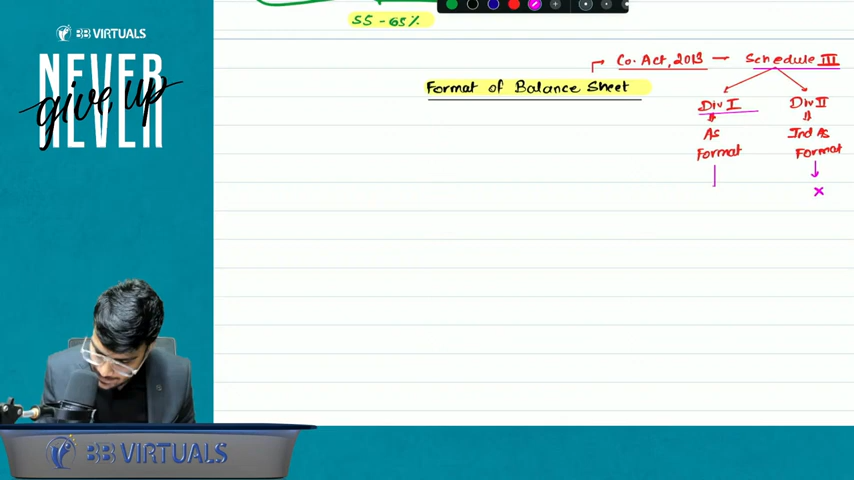 55 - 65%
BB VIRTUALS
NEVER
give up
NEVER
Co. Act, 2013 — Schedule III
Format of Balance Sheet
Div I
Div II
As
Ind As
Format
Format
x
BB VIRTUALS